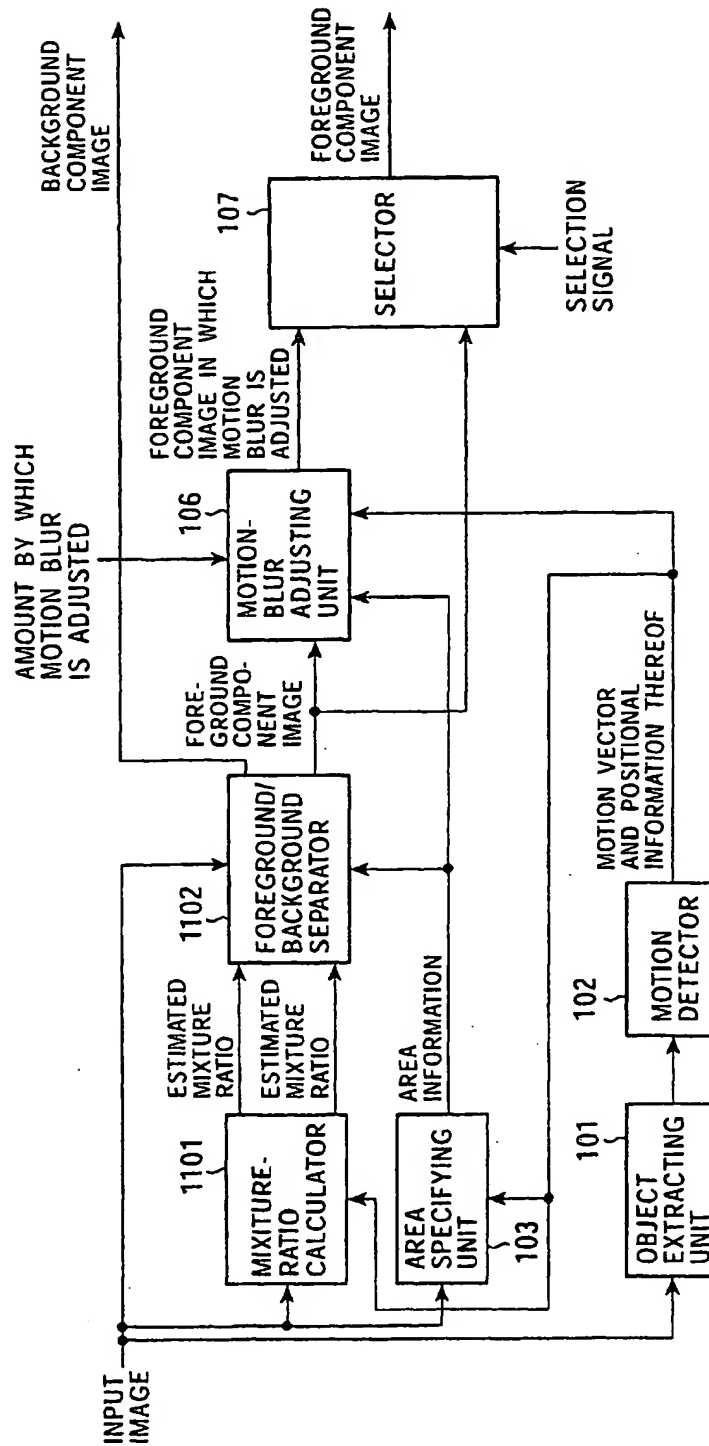 INPUT
IMAGE
MIXITURE-
RATIO
CALCULATOR
1101
ESTIMATED
MIXTURE
RATIO
ESTIMATED
MIXTURE
RATIO
1102
FOREGROUND/
BACKGROUND
SEPARATOR
AREA
SPECIFYING
UNIT
103
AREA
INFORMATION
101
OBJECT
EXTRACTING
UNIT
102
MOTION
DETECTOR
MOTION VECTOR
AND POSITIONAL
INFORMATION THEREOF
FORE-
GROUND
COMPO-
NENT
IMAGE
AMOUNT BY WHICH
MOTION BLUR
IS ADJUSTED
106
MOTION-
BLUR
ADJUSTING
UNIT
FOREGROUND
COMPONENT
IMAGE IN WHICH
MOTION
BLUR IS
ADJUSTED
107
SELECTOR
SELECTION
SIGNAL
BACKGROUND
COMPONENT
IMAGE
FOREGROUND
COMPONENT
IMAGE